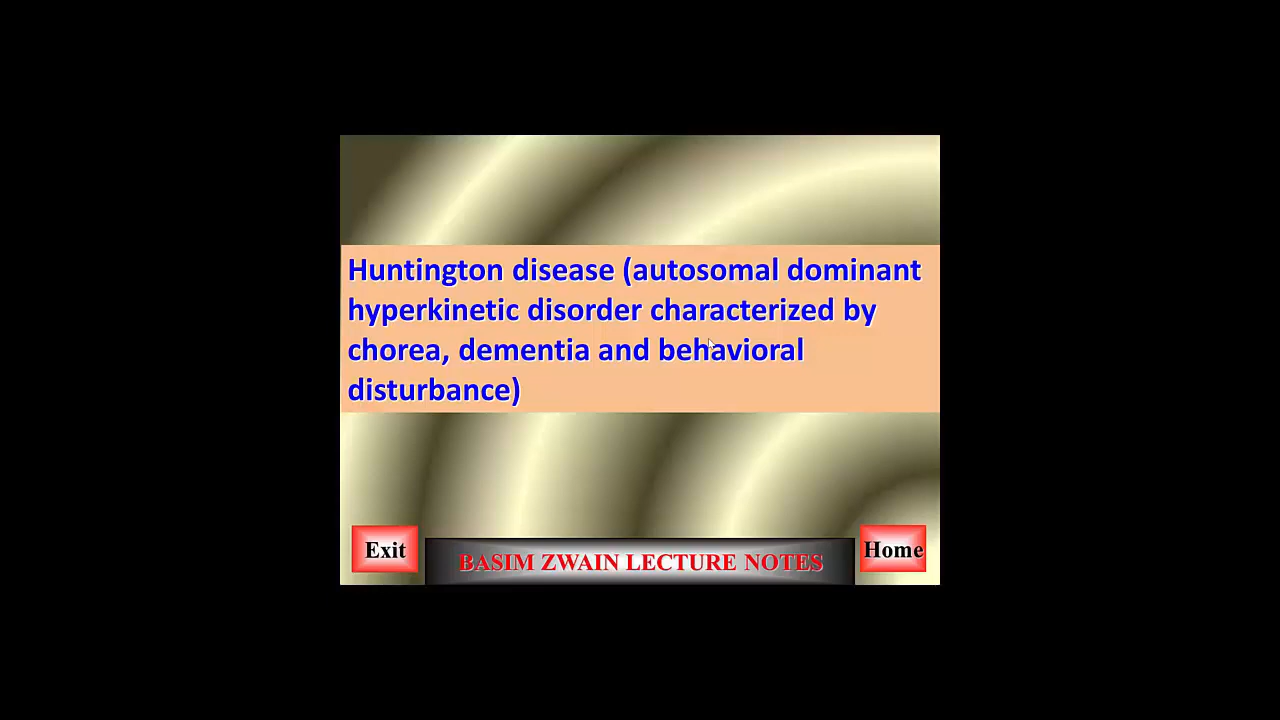 Huntington disease (autosomal dominant
hyperkinetic disorder characterized by
chorea, dementia and behavioral
disturbance)
Exit
BASIM ZWAIN LECTURE NOTES
Home